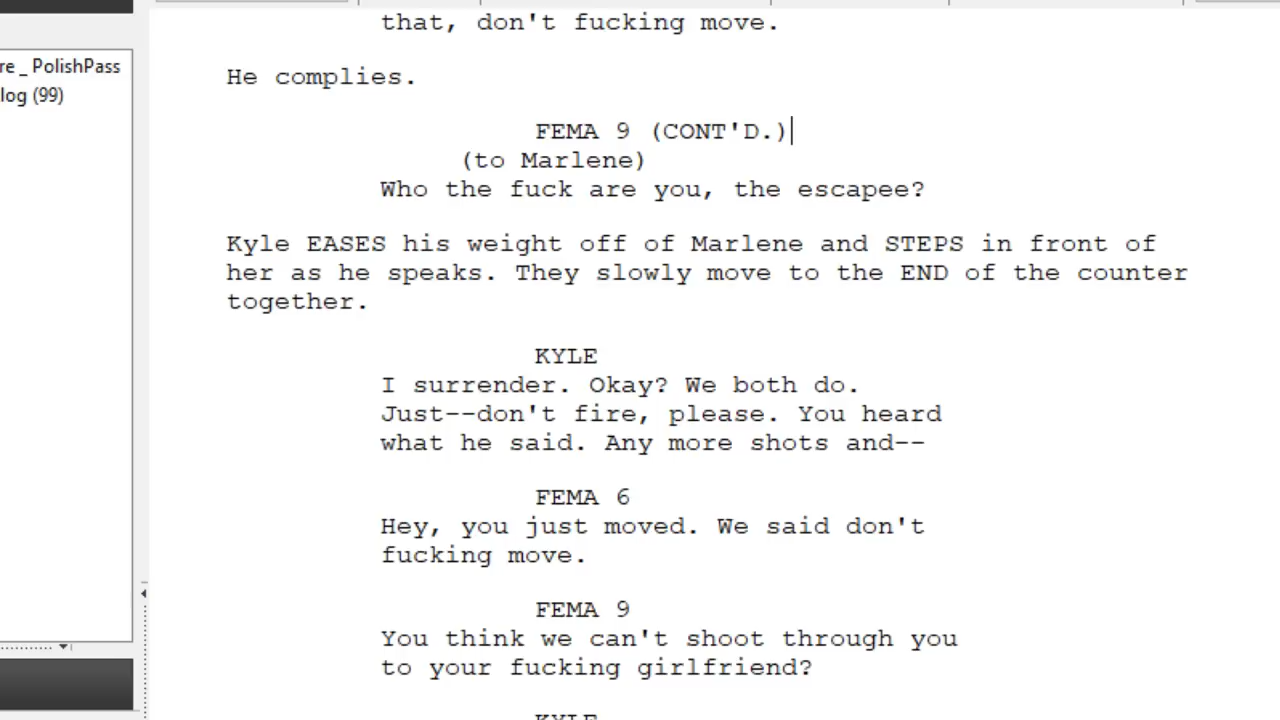 re _ PolishPass
log (99)
that, don't fucking move.
He complies.
FEMA 9 (CONT'D.)
(to Marlene)
Who the fuck are you, the escapee?
Kyle EASES his weight off of Marlene and STEPS in front of
her as he speaks. They slowly move to the END of the counter
together.
KYLE
I surrender. Okay? We both do.
Just--don't fire, please. You heard
what he said. Any more shots and--
FEMA 6
Hey, you just moved. We said don't
fucking move.
FEMA 9
You think we can't shoot through you
to your fucking girlfriend?
KYLE